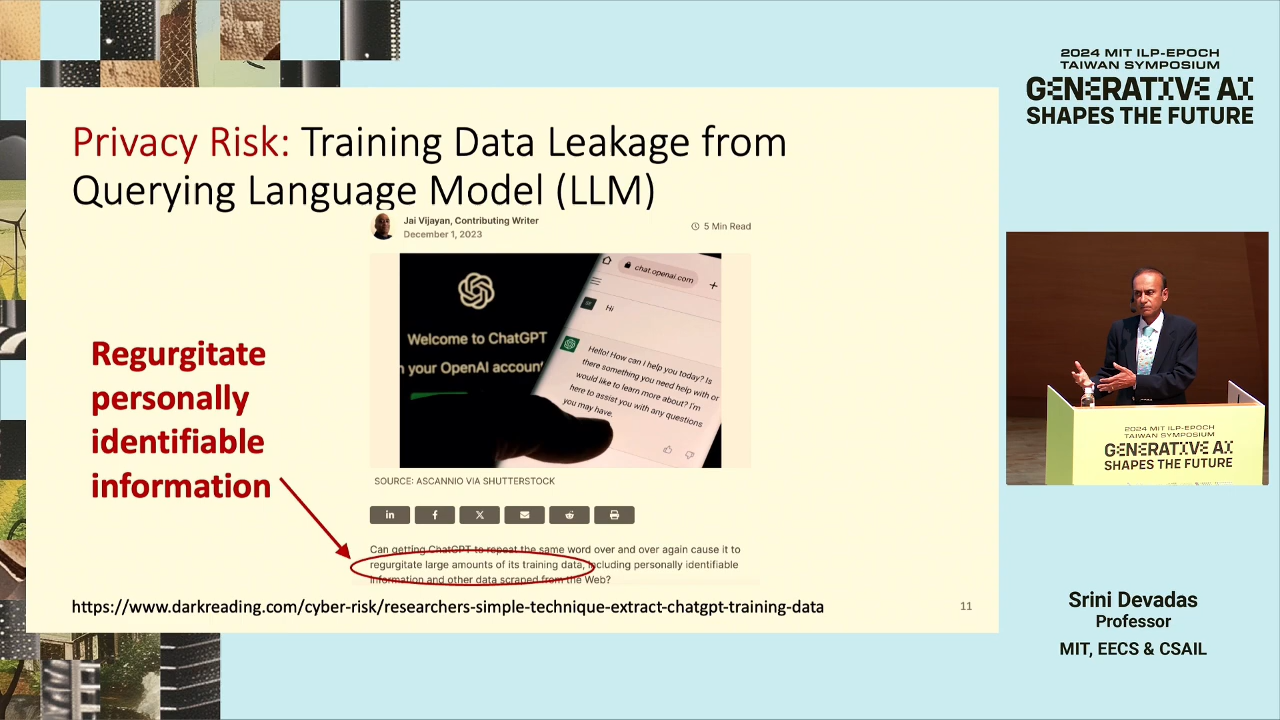 Privacy Risk: Training Data Leakage from
Querying Language Model (LLM)
Jai Vijayan, Contributing Writer
December 1, 2023
5 Min Read
Welcome to ChatGPT
n your OpenAI account
chat.openai.com
Hi
Hello! How can I help you today? Is
there something you need help with or
would like to learn more about? I'm
here to assist you with any questions
you may have.
SOURCE: ASCANNIO VIA SHUTTERSTOCK
Regurgitate
personally
identifiable
information
Can getting ChatGPT to repeat the same word over and over again cause it to
regurgitate large amounts of its training data, including personally identifiable
information and other data scraped from the Web?
https://www.darkreading.com/cyber-risk/researchers-simple-technique-extract-chatgpt-training-data
11
2024 MIT ILP-EPOCH
TAIWAN SYMPOSIUM
GENERATIVE AI
SHAPES THE FUTURE
2024 MIT ILP-EPOCH
TAIWAN SYMPOSIUM
GENERATIVE AI
SHAPES THE FUTURE
Srini Devadas
Professor
MIT, EECS & CSAIL